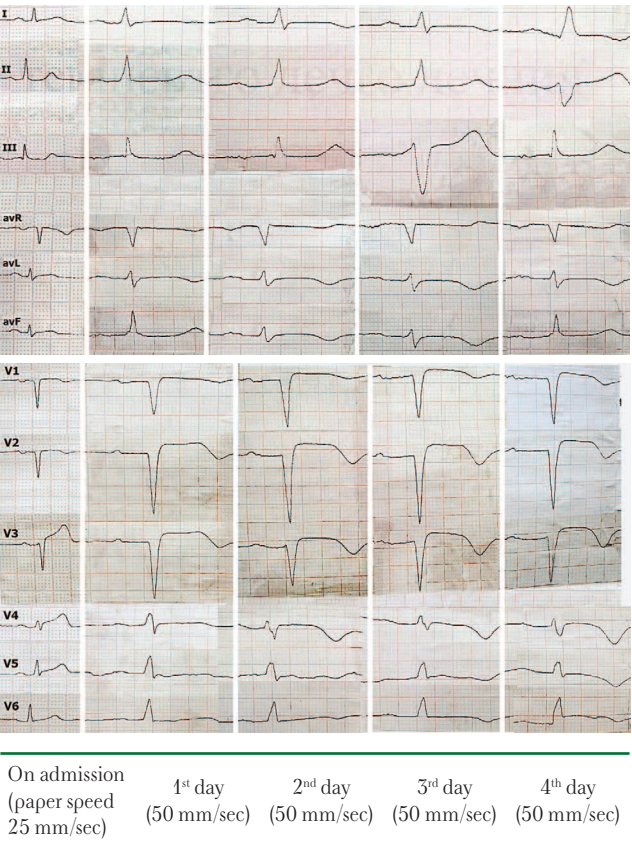 I
II
III
avR
avL
avF
V1
V2
V3
V4
V5
V6
On admission
(paper speed
25 mm/sec)
1st day
(50 mm/sec)
2nd day
(50 mm/sec)
3rd day
(50 mm/sec)
4th day
(50 mm/sec)